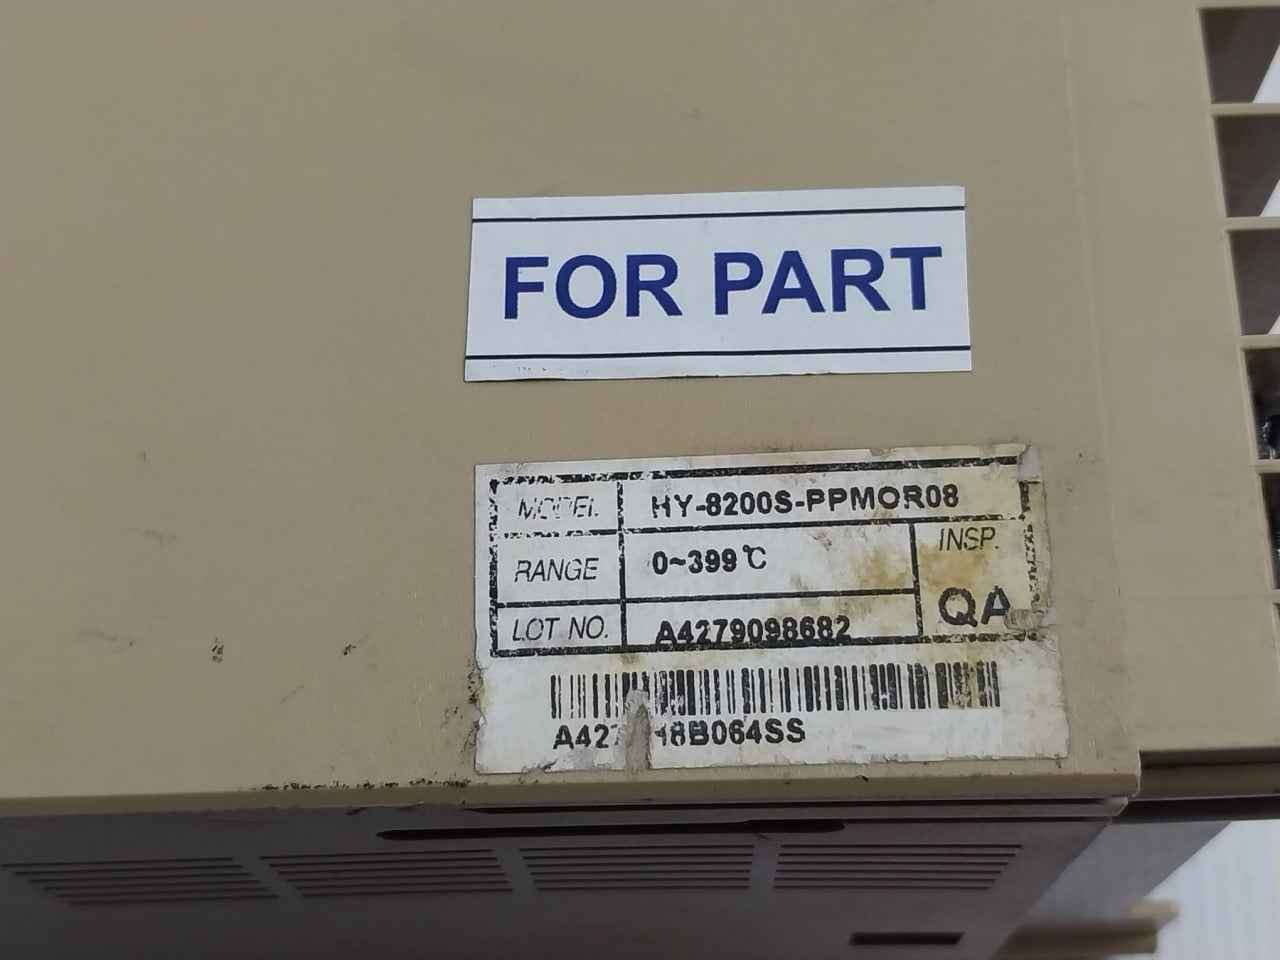 FOR PART
MODEL HY-8200S-PPMOR08
RANGE 0~399℃ INSP.
LOT NO. A4279098682 QA